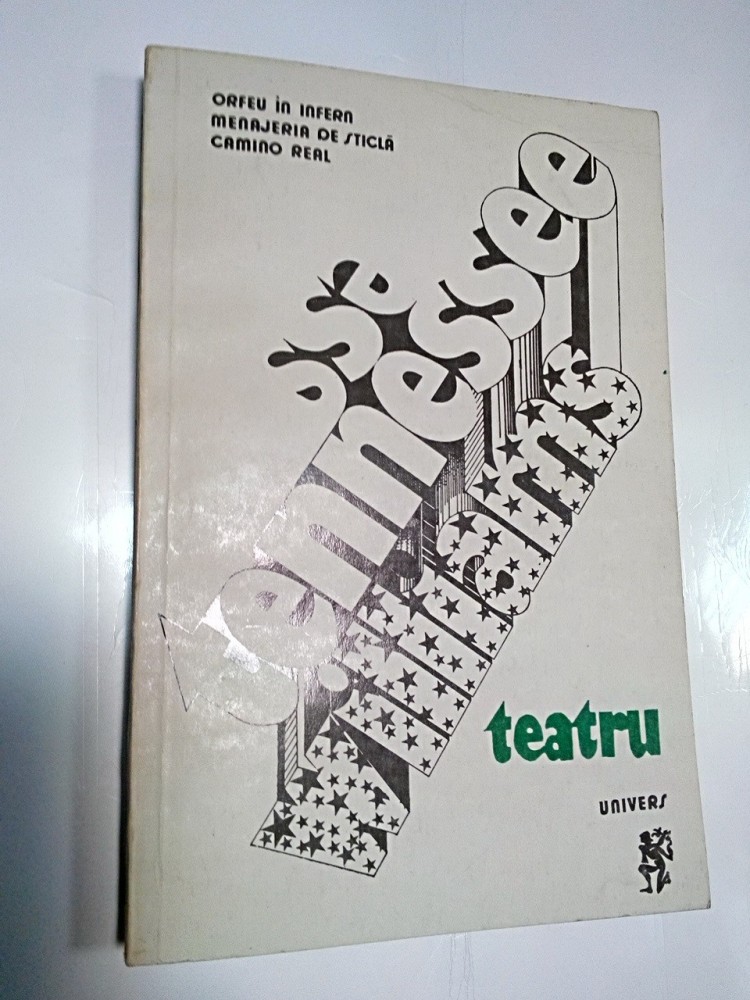 ORFEU ÎN INFERN
MENAJERIA DE STICLĂ
CAMINO REAL
tennessee
williams
teatru
UNIVERS